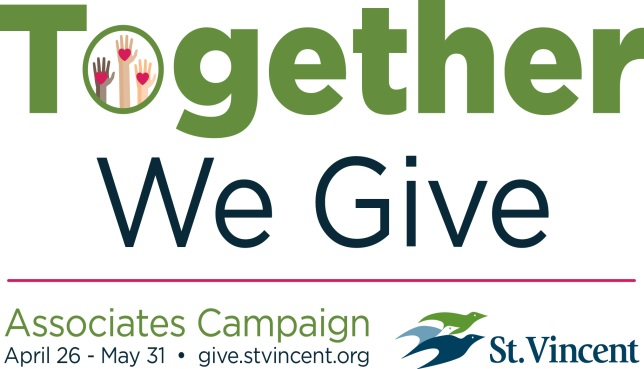 Together
We Give
Associates Campaign
April 26 - May 31 • give.stvincent.org
St. Vincent